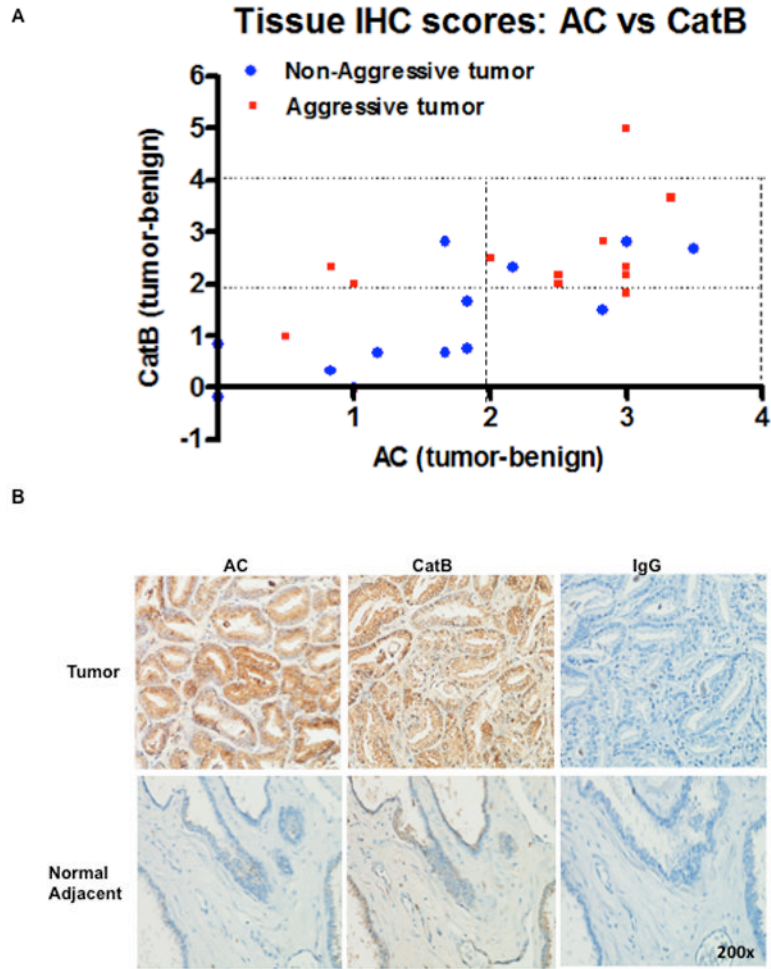 A
Tissue IHC scores: AC vs CatB
Non-Aggressive tumor
Aggressive tumor
6
5
4
3
2
1
0
-1
CatB (tumor-benign)
1 2 3 4
AC (tumor-benign)
B
AC CatB IgG
Tumor
Normal
Adjacent
200x